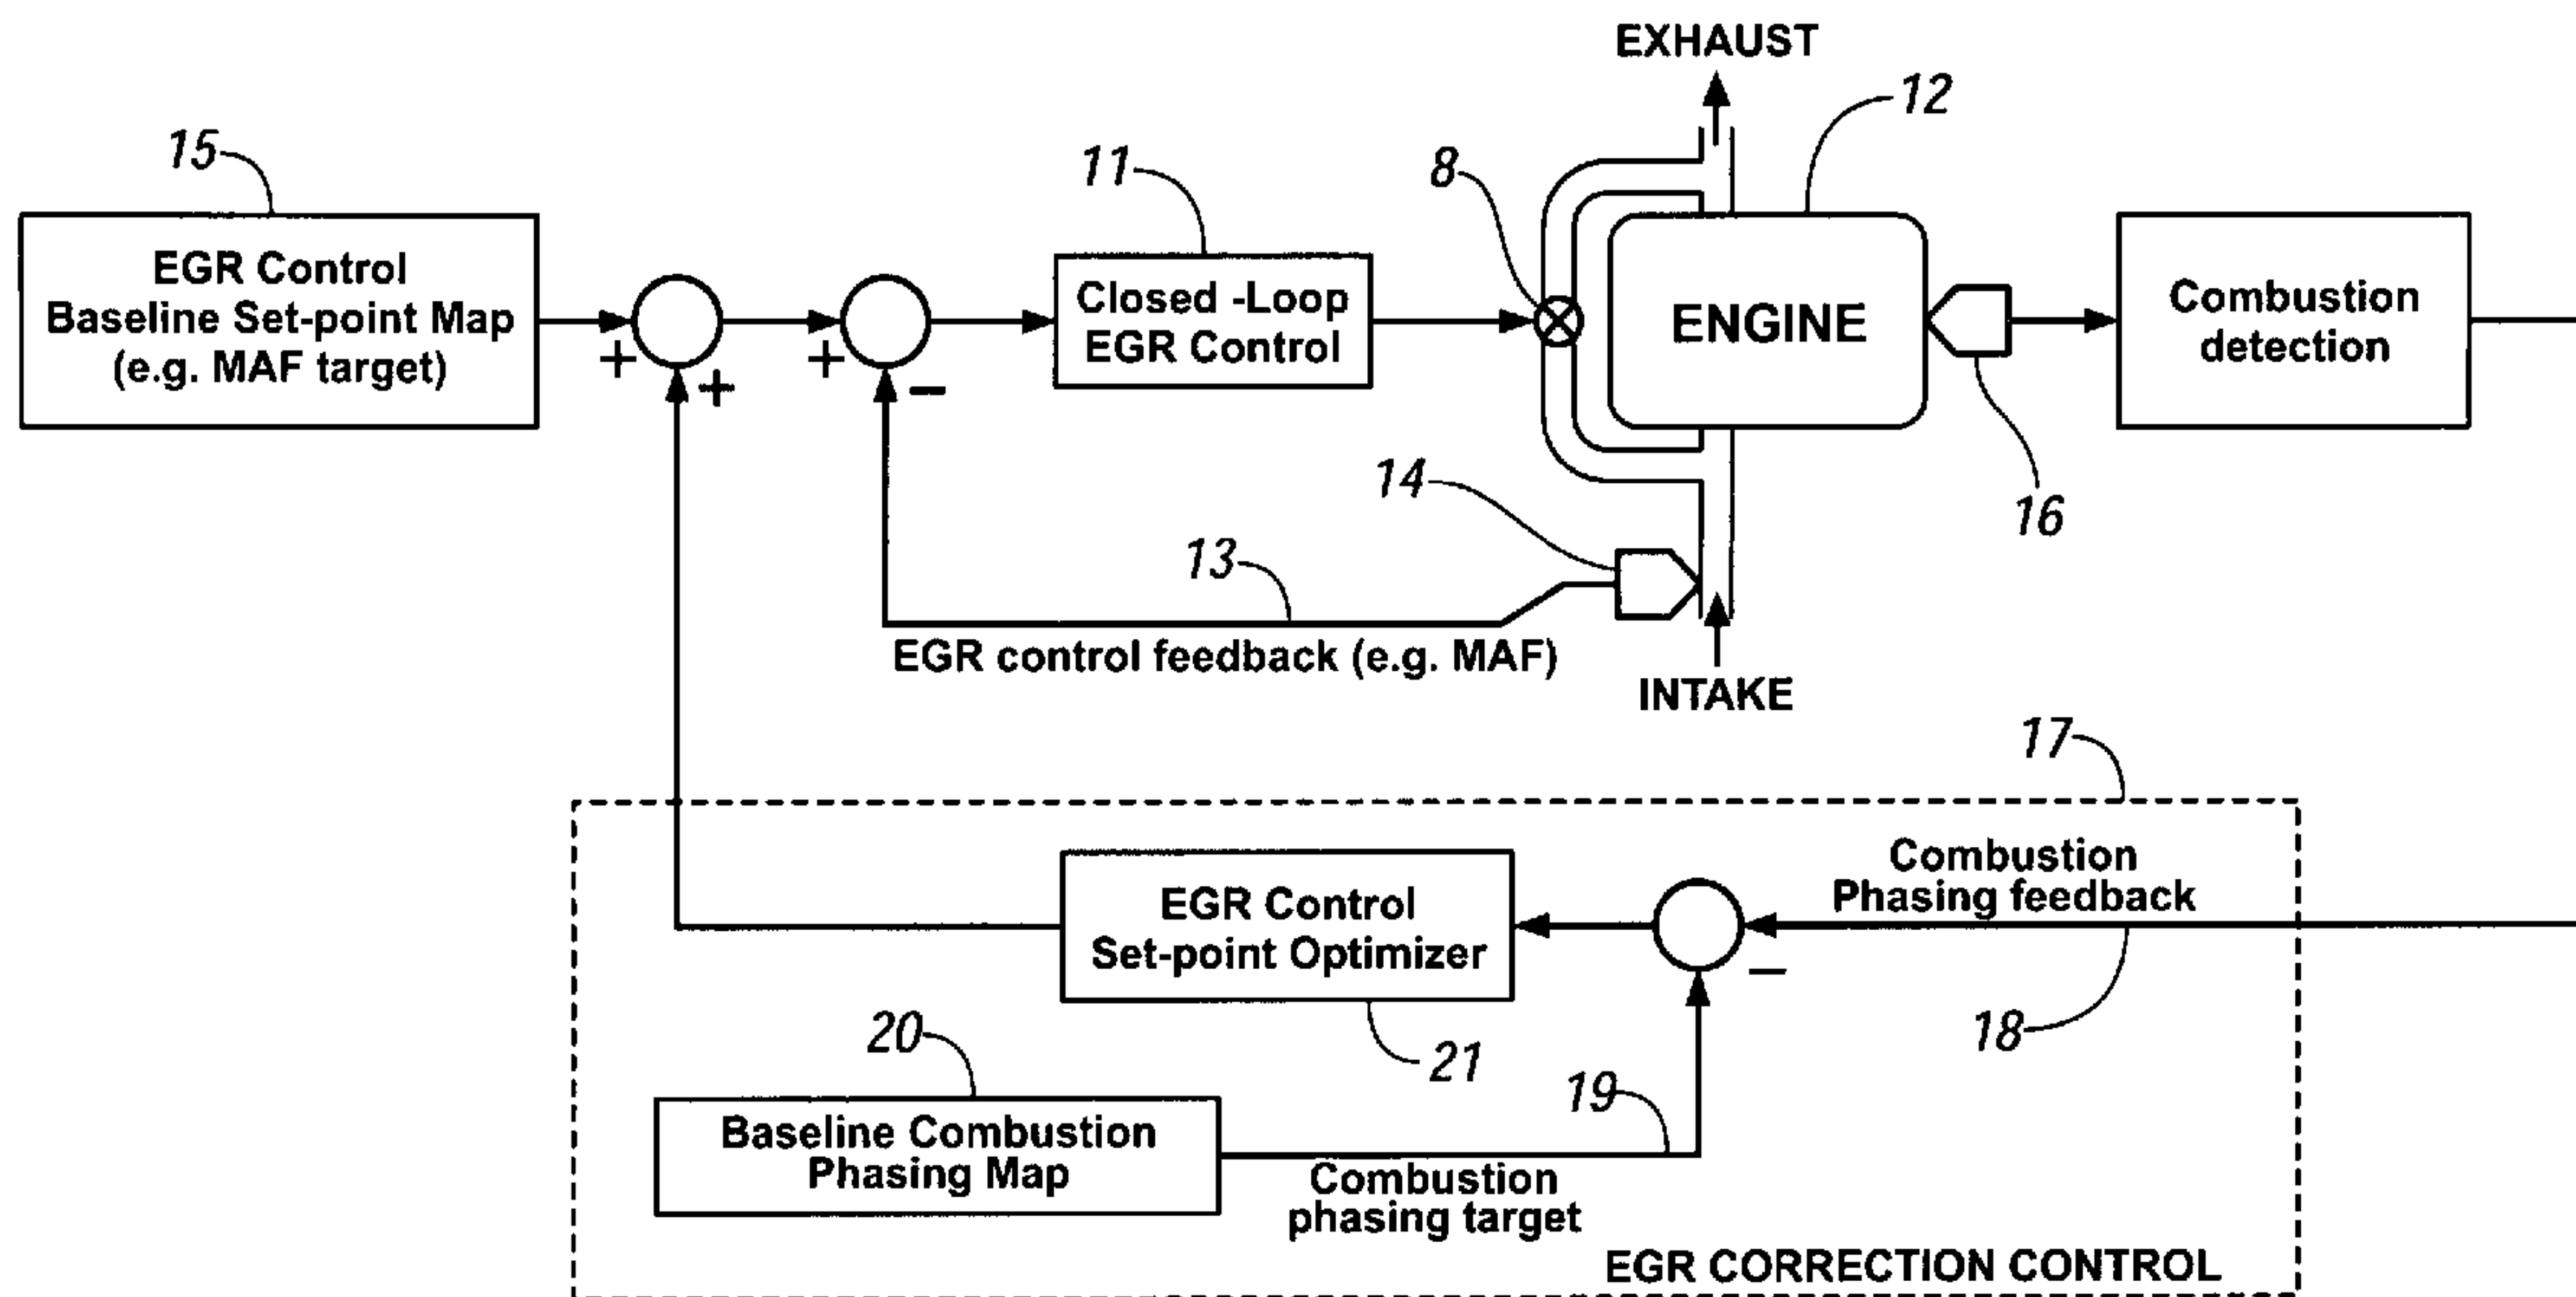 EXHAUST
12
15
11
8
EGR Control
Baseline Set-point Map
(e.g. MAF target)
+
+
+
−
Closed -Loop
EGR Control
ENGINE
Combustion
detection
16
14
13
EGR control feedback (e.g. MAF)
INTAKE
17
Combustion
Phasing feedback
−
18
EGR Control
Set-point Optimizer
21
20
19
Baseline Combustion
Phasing Map
Combustion
phasing target
EGR CORRECTION CONTROL